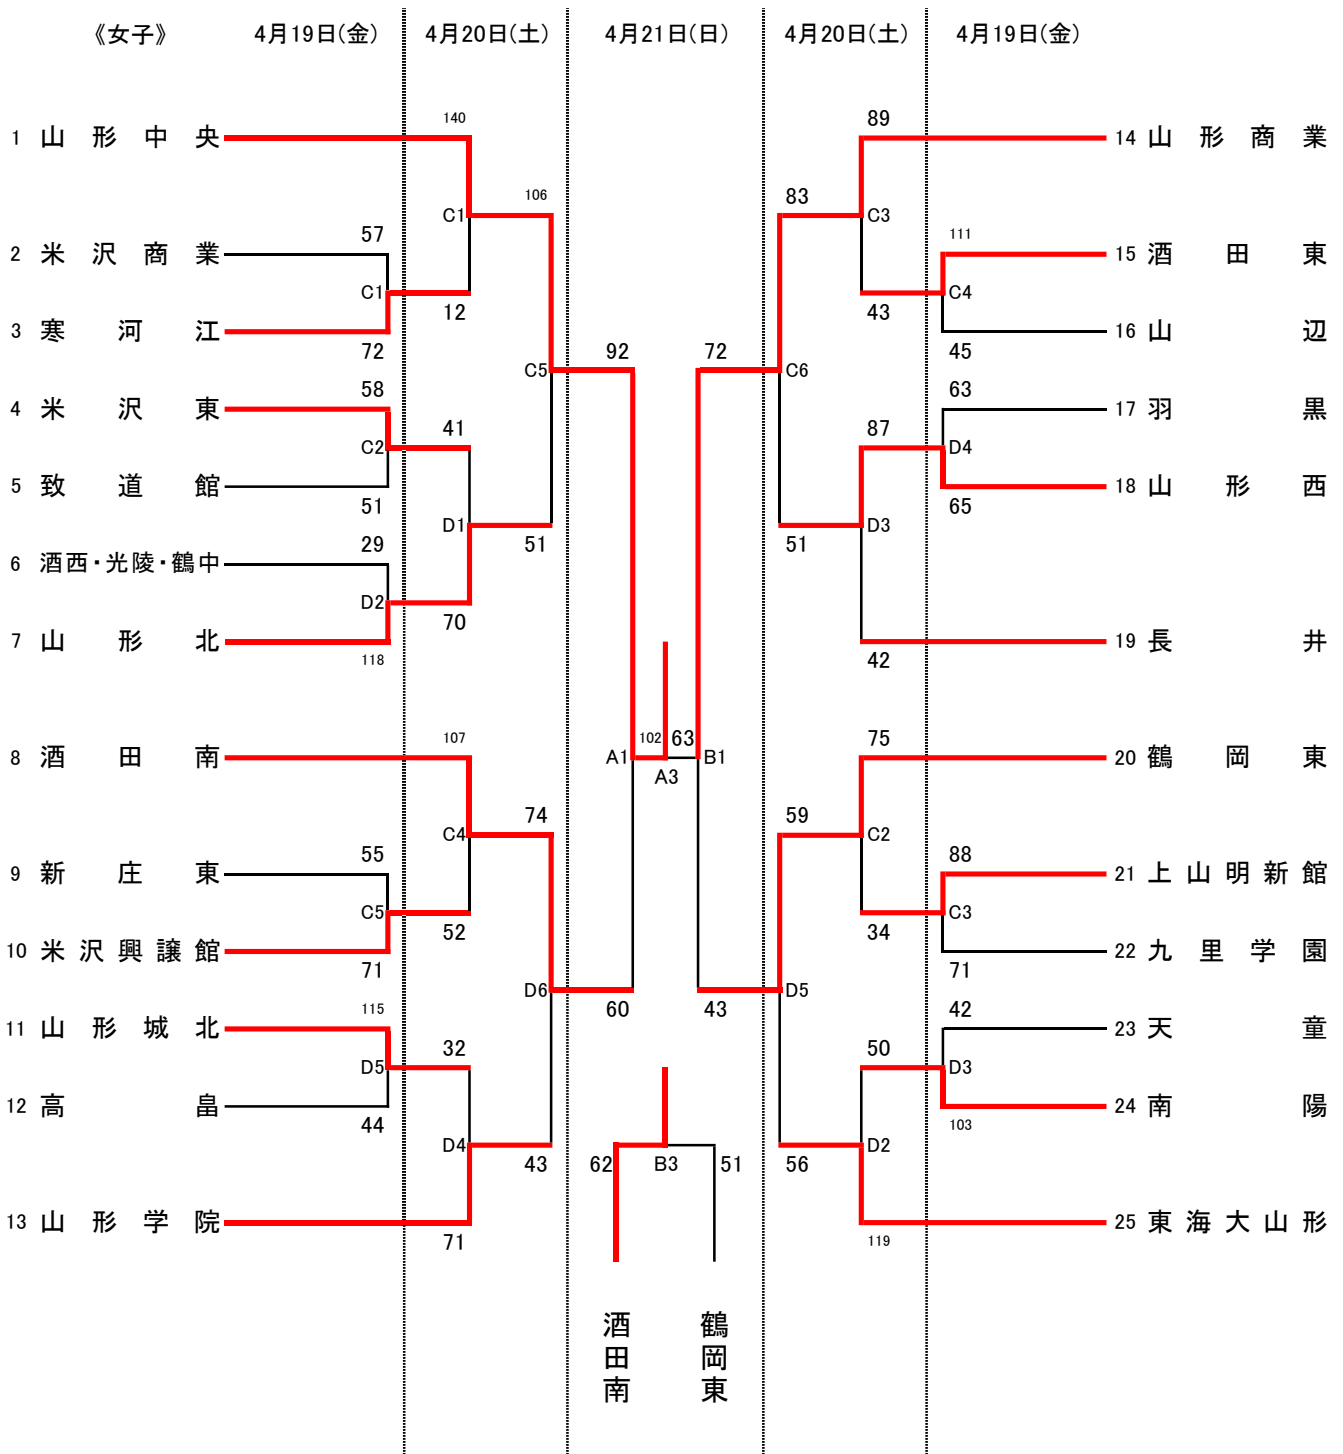 《女子》 4月19日(金) 4月20日(土) 4月21日(日) 4月20日(土) 4月19日(金)
140 89
1 山形中央 14 山形商業
106 83
C1 C3
57 111
2 米沢商業 15 酒田東
C1 C4
12 43
3 寒河江 16 山辺
72 92 72 45
C5 C6
58 63
4 米沢東 17 羽黒
41 87
C2 D4
5 致道館 18 山形西
51 65
D1 D3
29 51 51
6 酒西・光陵・鶴中
D2
70 42
7 山形北 19 長井
118
107 102 63 75
8 酒田南 A1 A3 B1 20 鶴岡東
74 59
C4 C2
55 88
9 新庄東 21 上山明新館
C5 C3
52 34
10 米沢興譲館 22 九里学園
71 71
D6 D5
115 60 43 42
11 山形城北 23 天童
32 50
D5 D3
12 高畠 24 南陽
44 103
D4 D2
43 62 B3 51 56
13 山形学院 25 東海大山形
71 119
酒田南
鶴岡東